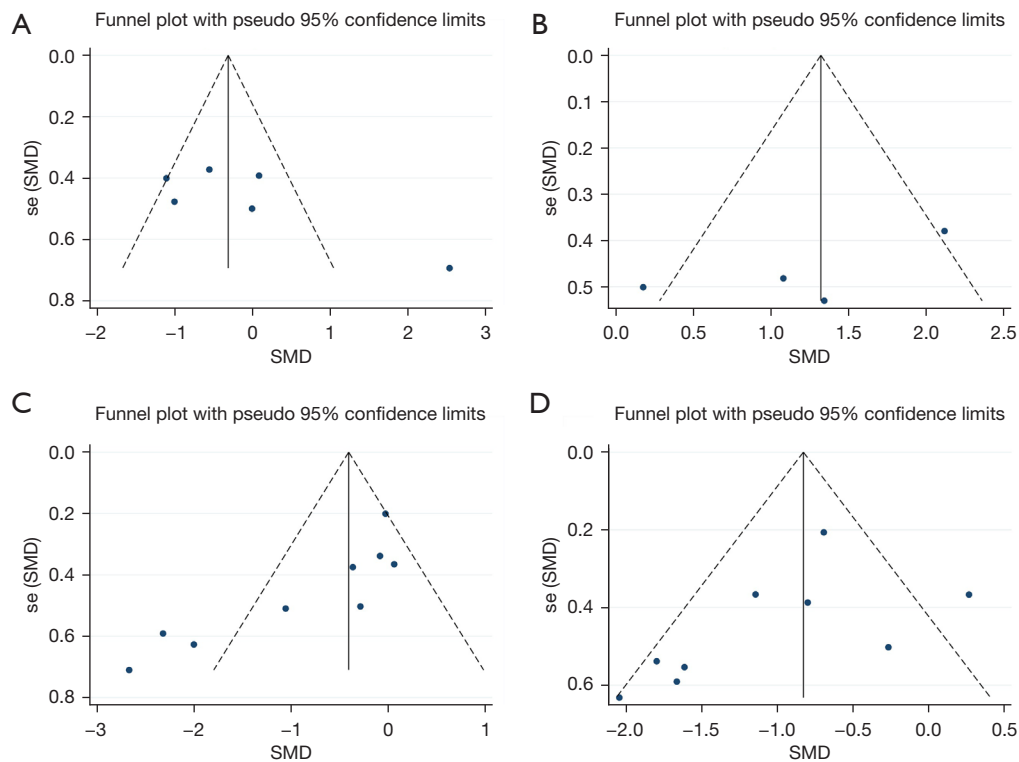 A
Funnel plot with pseudo 95% confidence limits
0.0
0.2
0.4
0.6
0.8
se (SMD)
−2 −1 0 1 2 3
SMD
B
Funnel plot with pseudo 95% confidence limits
0.0
0.1
0.2
0.3
0.4
0.5
se (SMD)
0.0 0.5 1.0 1.5 2.0 2.5
SMD
C
Funnel plot with pseudo 95% confidence limits
0.0
0.2
0.4
0.6
0.8
se (SMD)
−3 −2 −1 0 1
SMD
D
Funnel plot with pseudo 95% confidence limits
0.0
0.2
0.4
0.6
se (SMD)
−2.0 −1.5 −1.0 −0.5 0.0 0.5
SMD